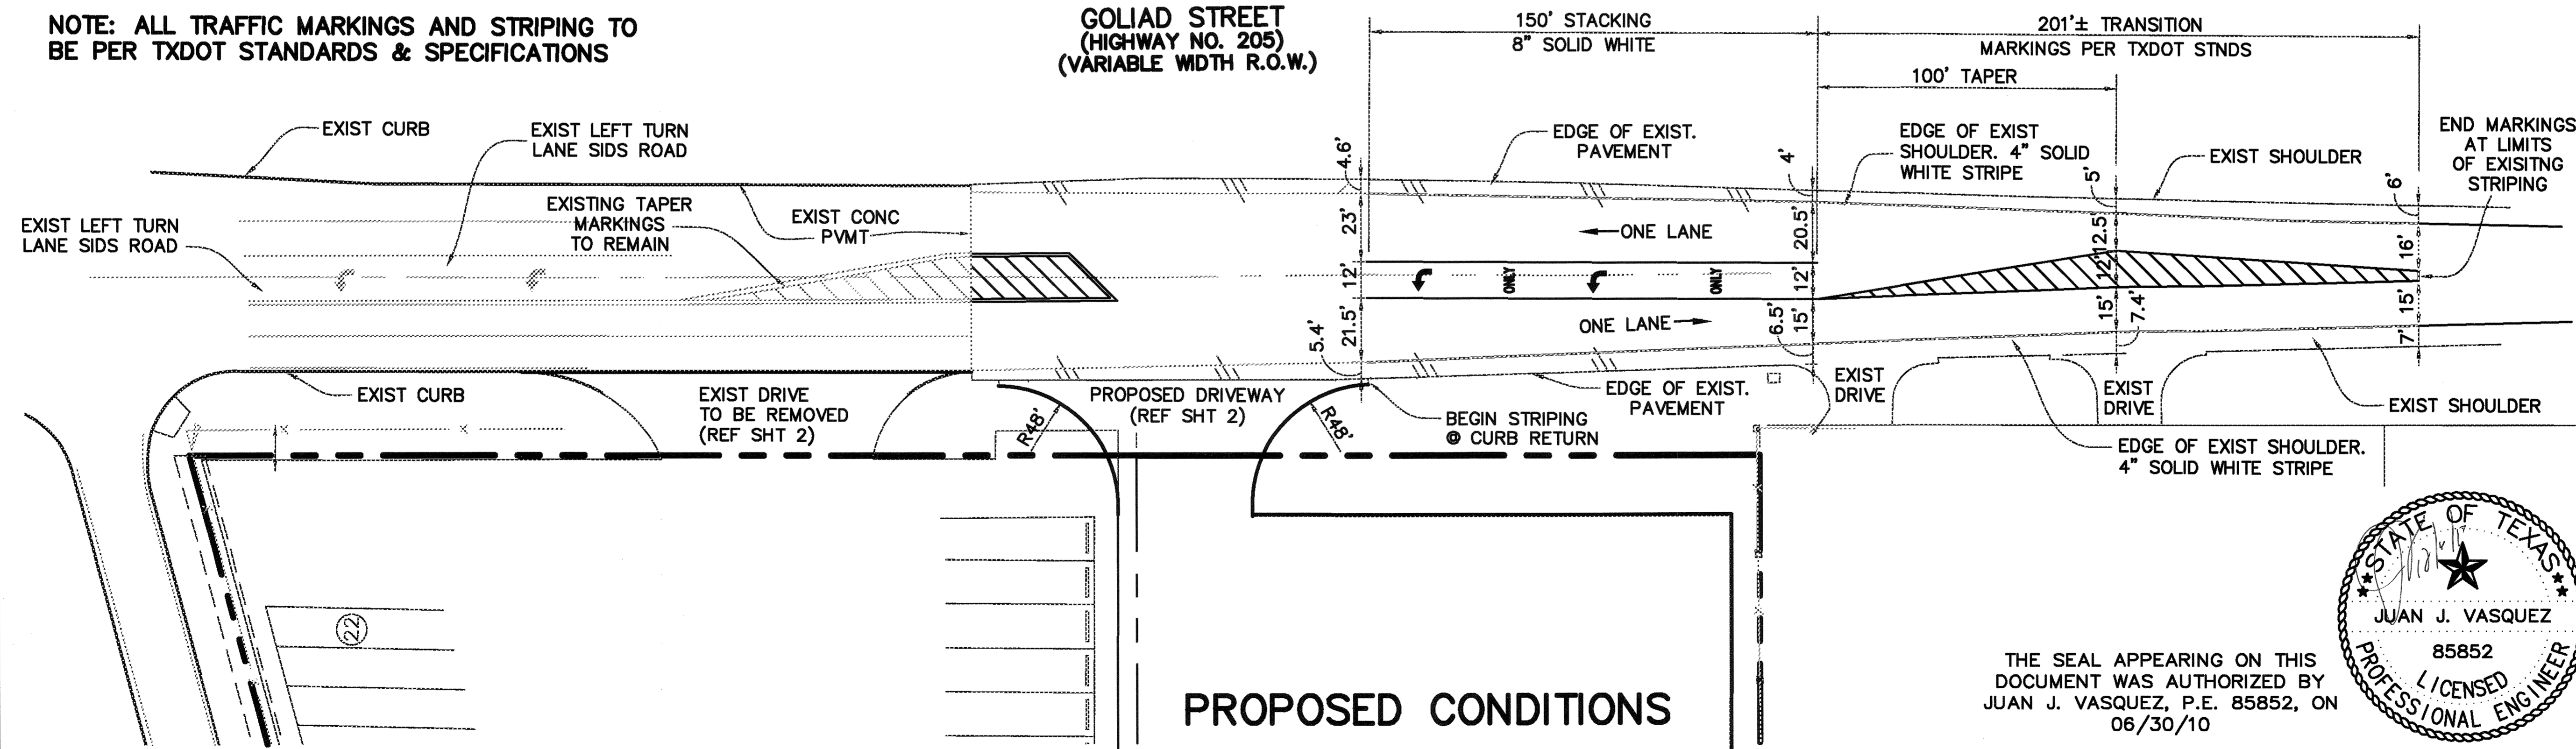 NOTE: ALL TRAFFIC MARKINGS AND STRIPING TO
BE PER TXDOT STANDARDS & SPECIFICATIONS
GOLIAD STREET
(HIGHWAY NO. 205)
(VARIABLE WIDTH R.O.W.)
150' STACKING
8" SOLID WHITE
201'± TRANSITION
MARKINGS PER TXDOT STNDS
100' TAPER
EXIST CURB
EXIST LEFT TURN
LANE SIDS ROAD
EXIST LEFT TURN
LANE SIDS ROAD
EXISTING TAPER
MARKINGS
TO REMAIN
EXIST CONC
PVMT
EDGE OF EXIST.
PAVEMENT
EDGE OF EXIST
SHOULDER. 4" SOLID
WHITE STRIPE
EXIST SHOULDER
END MARKINGS
AT LIMITS
OF EXISITNG
STRIPING
4.6'
23'
12'
21.5'
5.4'
4'
20.5'
12'
15'
6.5'
5'
12.5'
12'
15'
7.4'
6'
16'
15'
7'
ONE LANE
ONLY
ONLY
ONE LANE
EXIST CURB
EXIST DRIVE
TO BE REMOVED
(REF SHT 2)
R48'
PROPOSED DRIVEWAY
(REF SHT 2)
R48'
BEGIN STRIPING
@ CURB RETURN
EDGE OF EXIST.
PAVEMENT
EXIST
DRIVE
EXIST
DRIVE
EXIST SHOULDER
EDGE OF EXIST SHOULDER.
4" SOLID WHITE STRIPE
22
PROPOSED CONDITIONS
THE SEAL APPEARING ON THIS
DOCUMENT WAS AUTHORIZED BY
JUAN J. VASQUEZ, P.E. 85852, ON
06/30/10
STATE OF TEXAS
JUAN J. VASQUEZ
85852
LICENSED
PROFESSIONAL ENGINEER